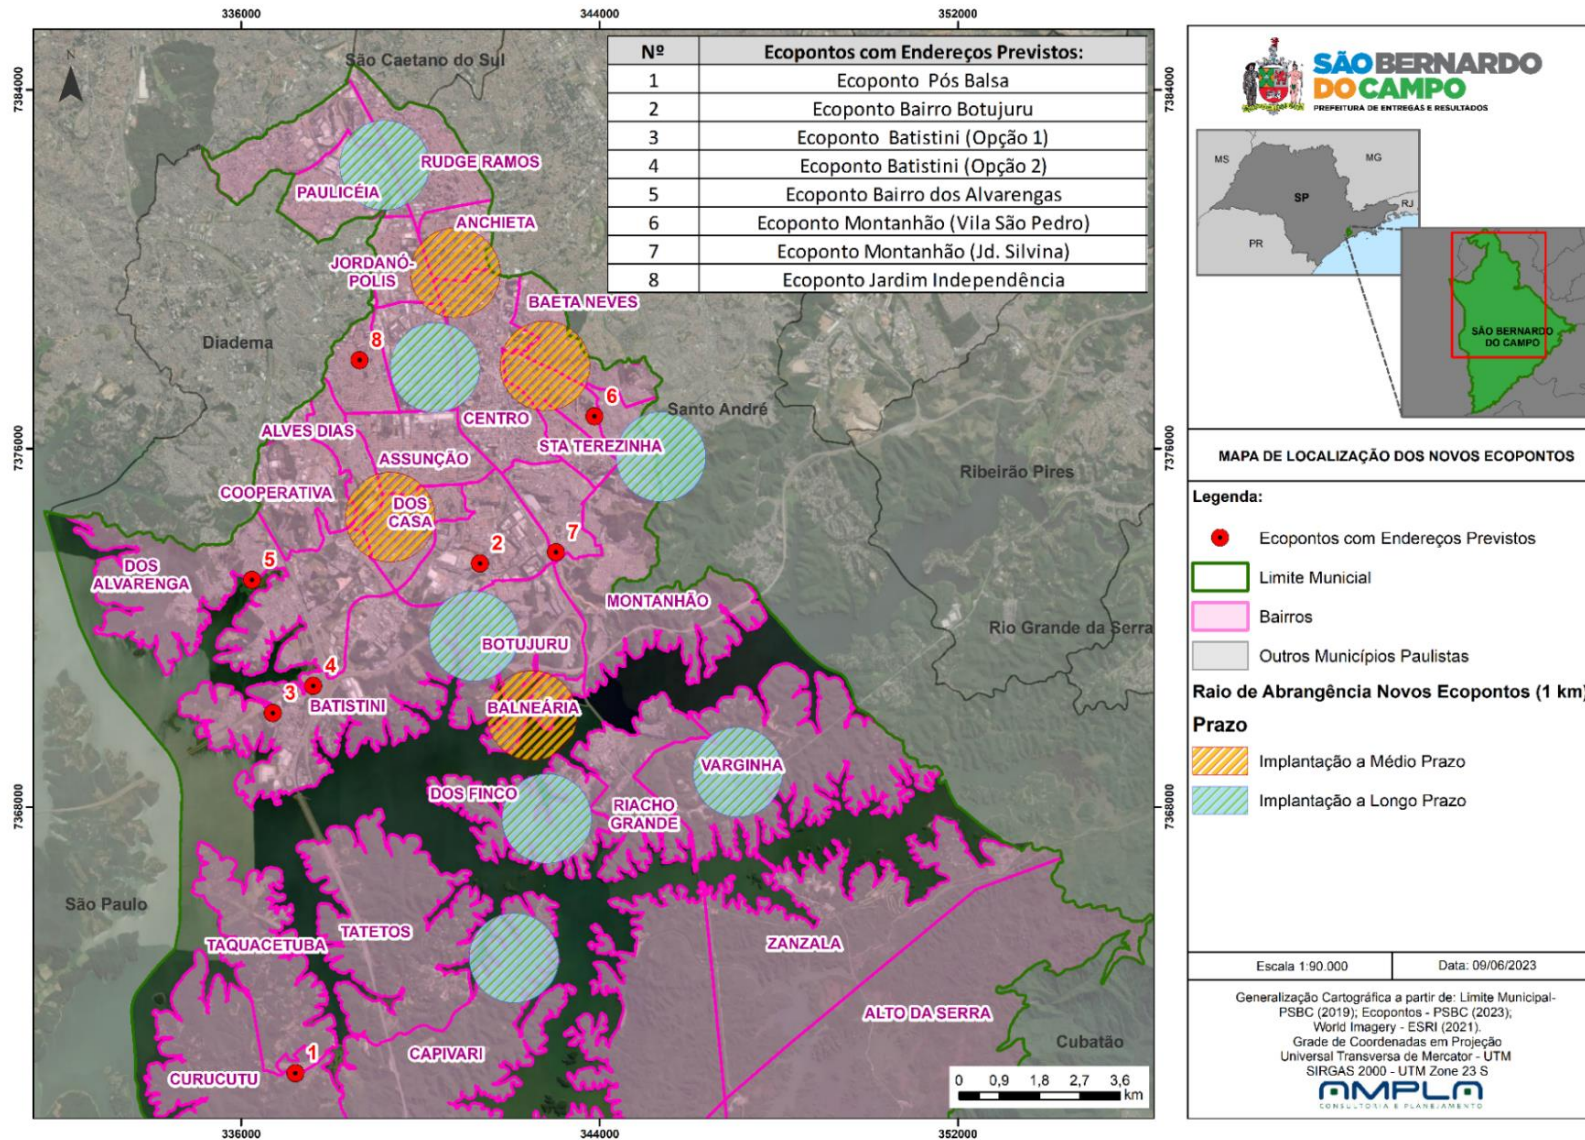 336000
344000
352000
7384000
7376000
7368000
N
São Caetano do Sul
Nº Ecopontos com Endereços Previstos:
1 Ecoponto Pós Balsa
2 Ecoponto Bairro Botujuru
3 Ecoponto Batistini (Opção 1)
4 Ecoponto Batistini (Opção 2)
5 Ecoponto Bairro dos Alvarengas
6 Ecoponto Montanhão (Vila São Pedro)
7 Ecoponto Montanhão (Jd. Silvina)
8 Ecoponto Jardim Independência
RUDGE RAMOS
PAULICÉIA
ANCHIETA
JORDANÓ-
POLIS
BAETA NEVES
Diadema
8
6
Santo André
CENTRO
ALVES DIAS
STA TEREZINHA
ASSUNÇÃO
Ribeirão Pires
COOPERATIVA
DOS
CASA
7
2
5
DOS
ALVARENGA
MONTANHÃO
Rio Grande da Serra
BOTUJURU
4
3
BATISTINI
BALNEÁRIA
VARGINHA
DOS FINCO
RIACHO
GRANDE
São Paulo
TATETOS
TAQUACETUBA
ZANZALA
ALTO DA SERRA
Cubatão
CAPIVARI
1
CURUCUTU
0 0,9 1,8 2,7 3,6
km
336000
344000
352000
7384000
7376000
7368000
SÃO BERNARDO
DO CAMPO
PREFEITURA DE ENTREGAS E RESULTADOS
MS
MG
SP
RJ
PR
SÃO BERNARDO
DO CAMPO
MAPA DE LOCALIZAÇÃO DOS NOVOS ECOPONTOS
Legenda:
Ecopontos com Endereços Previstos
Limite Municial
Bairros
Outros Municípios Paulistas
Raio de Abrangência Novos Ecopontos (1 km)
Prazo
Implantação a Médio Prazo
Implantação a Longo Prazo
Escala 1:90.000
Data: 09/06/2023
Generalização Cartográfica a partir de: Limite Municipal-
PSBC (2019); Ecopontos - PSBC (2023);
World Imagery - ESRI (2021).
Grade de Coordenadas em Projeção
Universal Transversa de Mercator - UTM
SIRGAS 2000 - UTM Zone 23 S
AMPLA
CONSULTORIA E PLANEJAMENTO